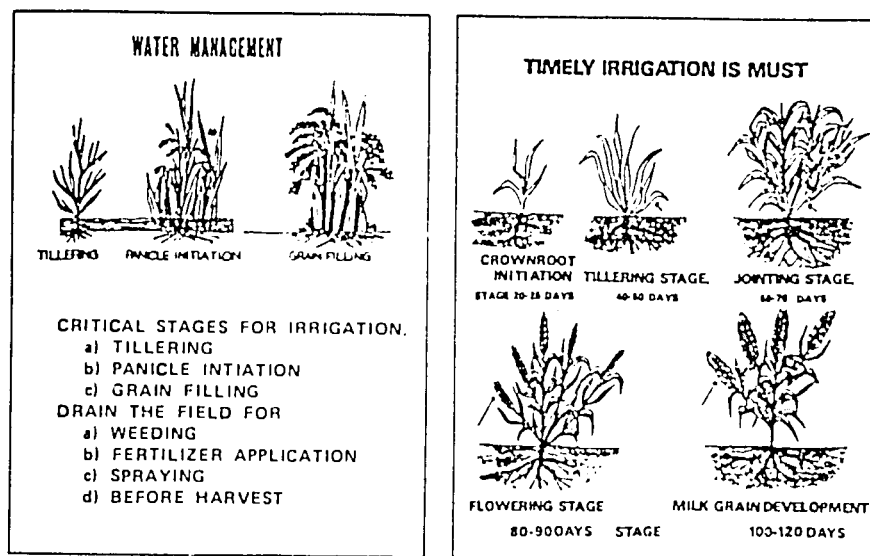 WATER MANAGEMENT
TILLERING
PANICLE INITIATION
GRAIN FILLING
CRITICAL STAGES FOR IRRIGATION.
a) TILLERING
b) PANICLE INTIATION
c) GRAIN FILLING
DRAIN THE FIELD FOR
a) WEEDING
b) FERTILIZER APPLICATION
c) SPRAYING
d) BEFORE HARVEST
TIMELY IRRIGATION IS MUST
CROWNROOT
INITIATION
STAGE 20-25 DAYS
TILLERING STAGE.
DAYS
JOINTING STAGE.
DAYS
FLOWERING STAGE
80-90DAYS STAGE
MILK GRAIN DEVELOPMENT
100-120 DAYS